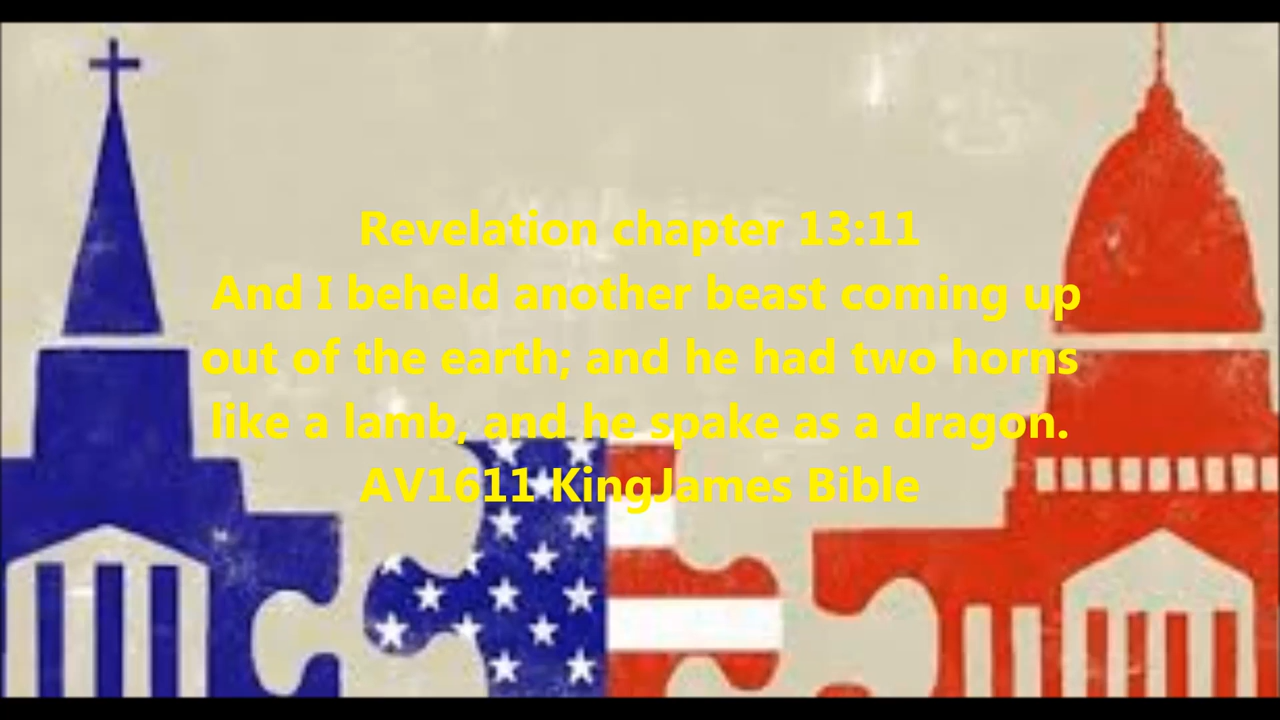 Revelation chapter 13:11
And I beheld another beast coming up
out of the earth; and he had two horns
like a lamb, and he spake as a dragon.
AV1611 KingJames Bible